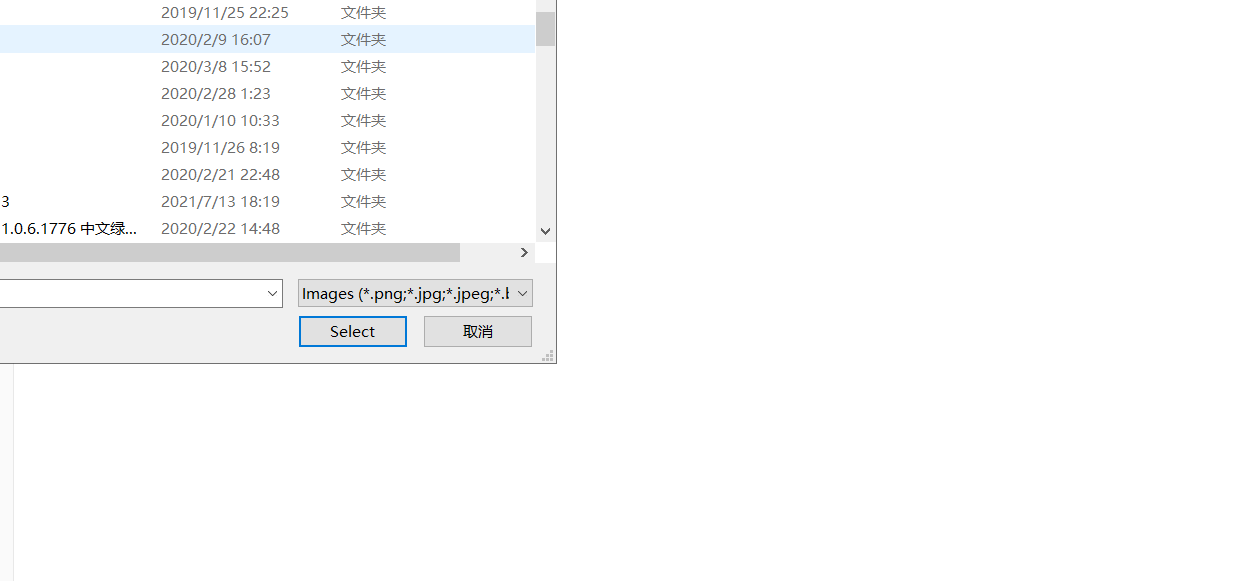 2019/11/25 22:25 文件夹
2020/2/9 16:07 文件夹
2020/3/8 15:52 文件夹
2020/2/28 1:23 文件夹
2020/1/10 10:33 文件夹
2019/11/26 8:19 文件夹
2020/2/21 22:48 文件夹
3 2021/7/13 18:19 文件夹
1.0.6.1776 中文绿... 2020/2/22 14:48 文件夹
Images (*.png;*.jpg;*.jpeg;*.b
Select 取消